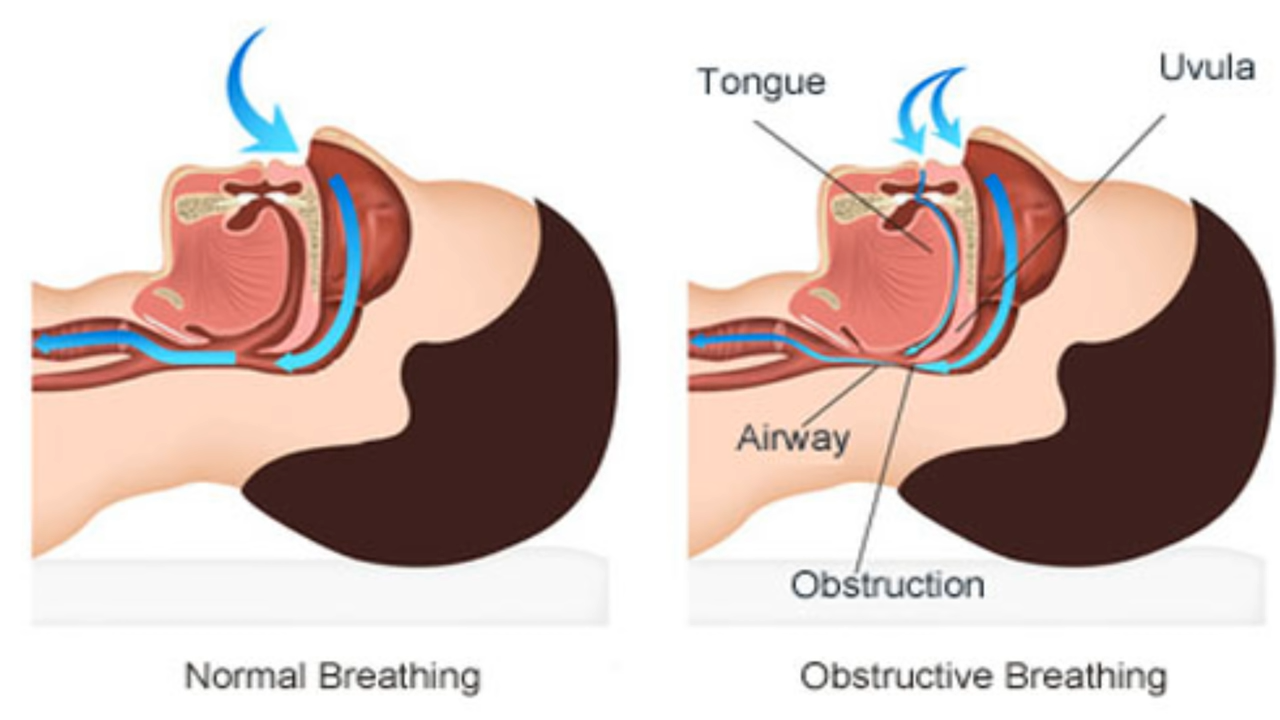 Tongue
Uvula
Airway
Obstruction
Normal Breathing
Obstructive Breathing